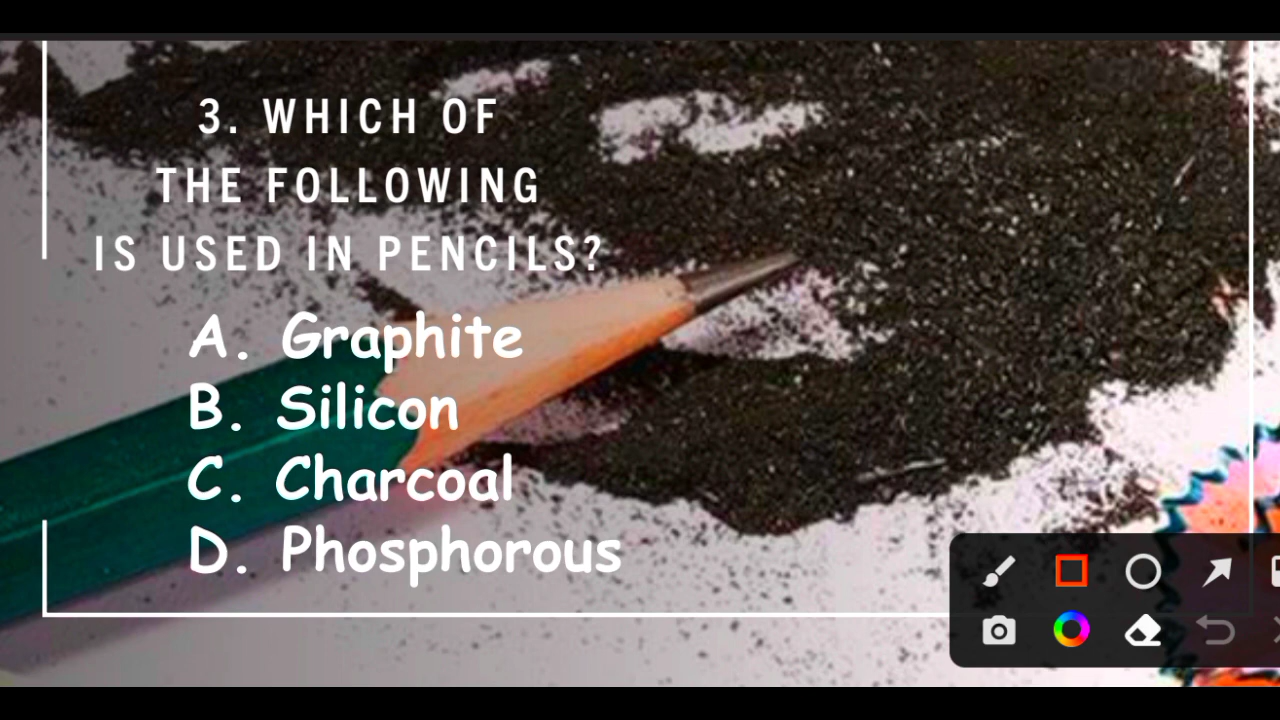 3. WHICH OF
THE FOLLOWING
IS USED IN PENCILS?
A. Graphite
B. Silicon
C. Charcoal
D. Phosphorous